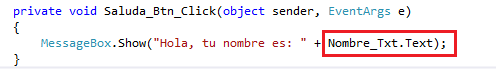 private void Saluda_Btn_Click(object sender, EventArgs e)
{
MessageBox.Show("Hola, tu nombre es: " + Nombre_Txt.Text);
}